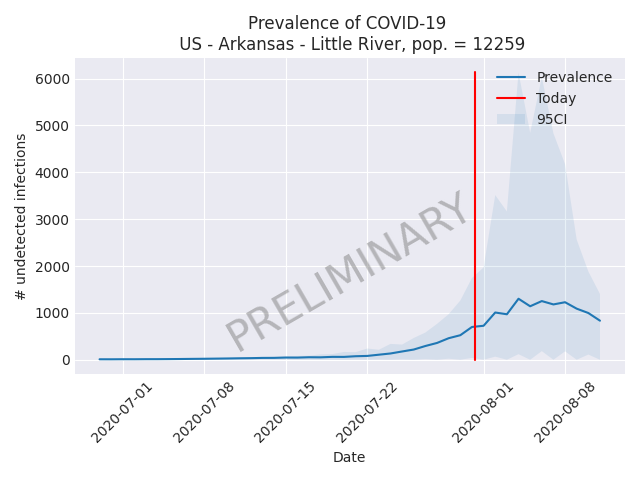 Prevalence of COVID-19
US - Arkansas - Little River, pop. = 12259
6000
5000
4000
3000
2000
1000
0
# undetected infections
Prevalence
Today
95CI
PRELIMINARY
2020-07-01
2020-07-08
2020-07-15
2020-07-22
2020-08-01
2020-08-08
Date